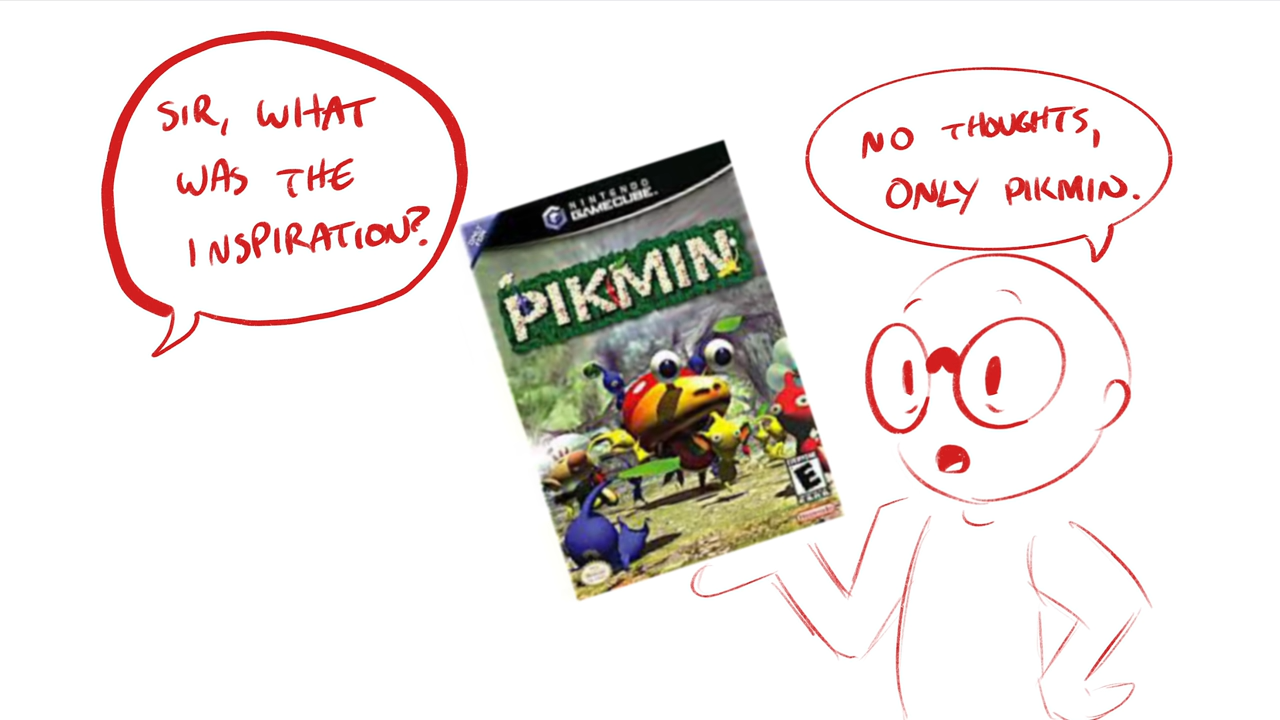 SIR, WHAT
WAS THE
INSPIRATION?
NO THOUGHTS,
ONLY PIKMIN.
NINTENDO
GAMECUBE
PIKMIN
E